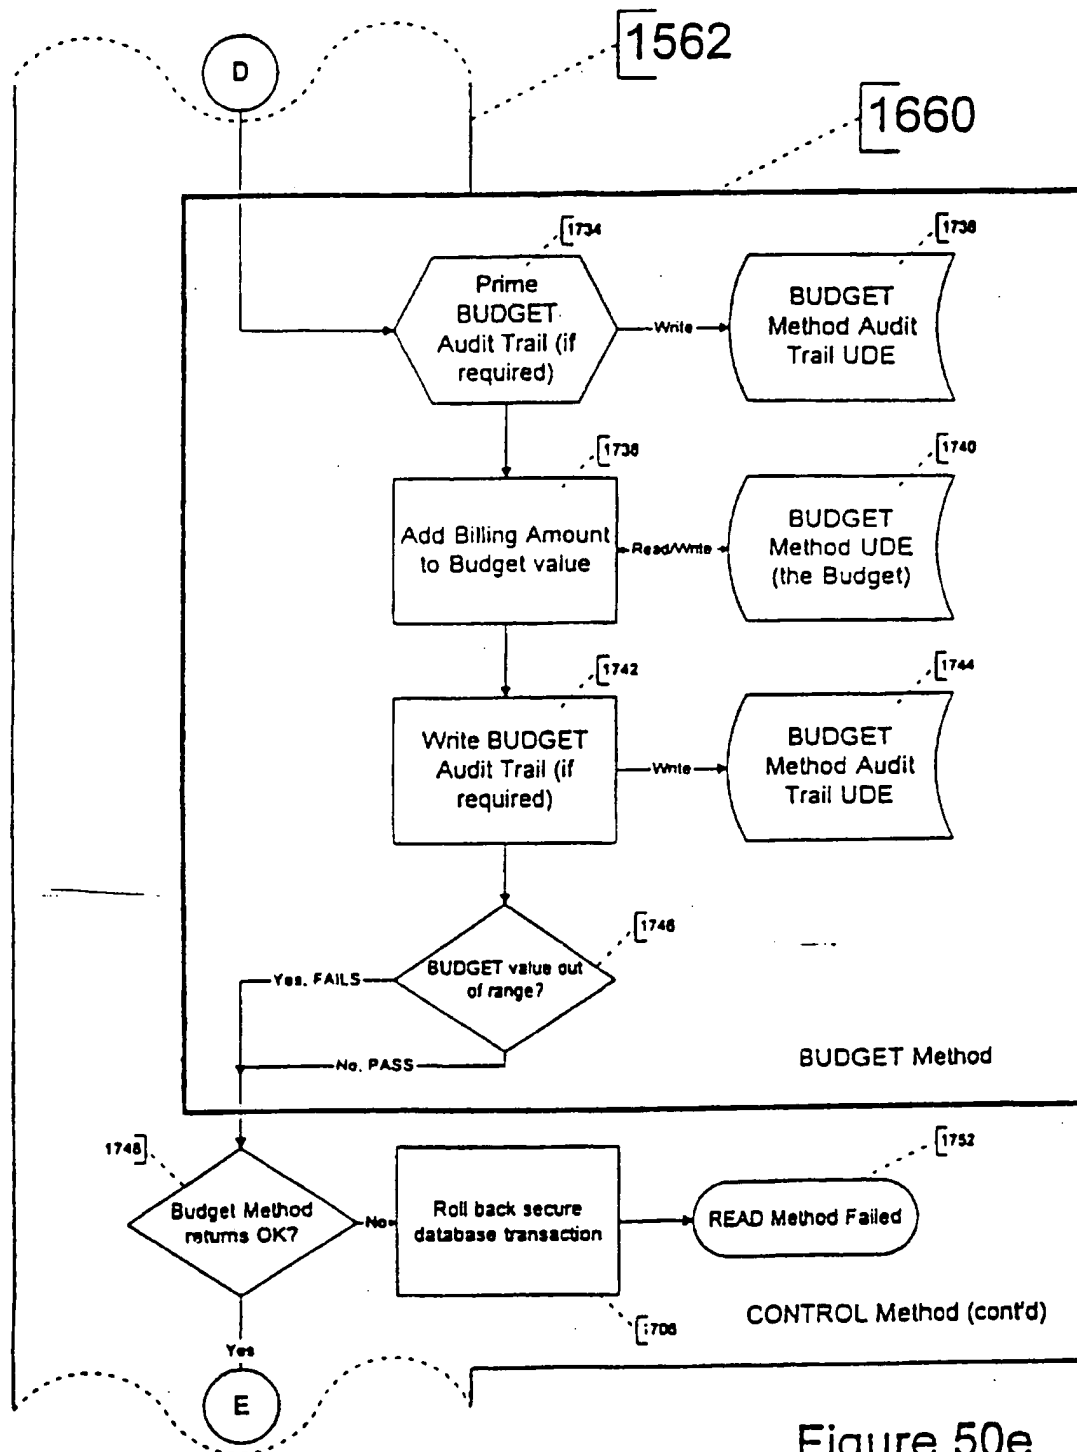 1562
D
1660
1734
Prime
BUDGET
Audit Trail (if
required)
Write
1736
BUDGET
Method Audit
Trail UDE
1738
Add Billing Amount
to Budget value
Read/Write
1740
BUDGET
Method UDE
(the Budget)
1742
Write BUDGET
Audit Trail (if
required)
Write
1744
BUDGET
Method Audit
Trail UDE
1746
BUDGET value out
of range?
Yes, FAILS
No, PASS
BUDGET Method
1748
Budget Method
returns OK?
No
Roll back secure
database transaction
1752
READ Method Failed
CONTROL Method (cont'd)
Yes
E
Figure 50e